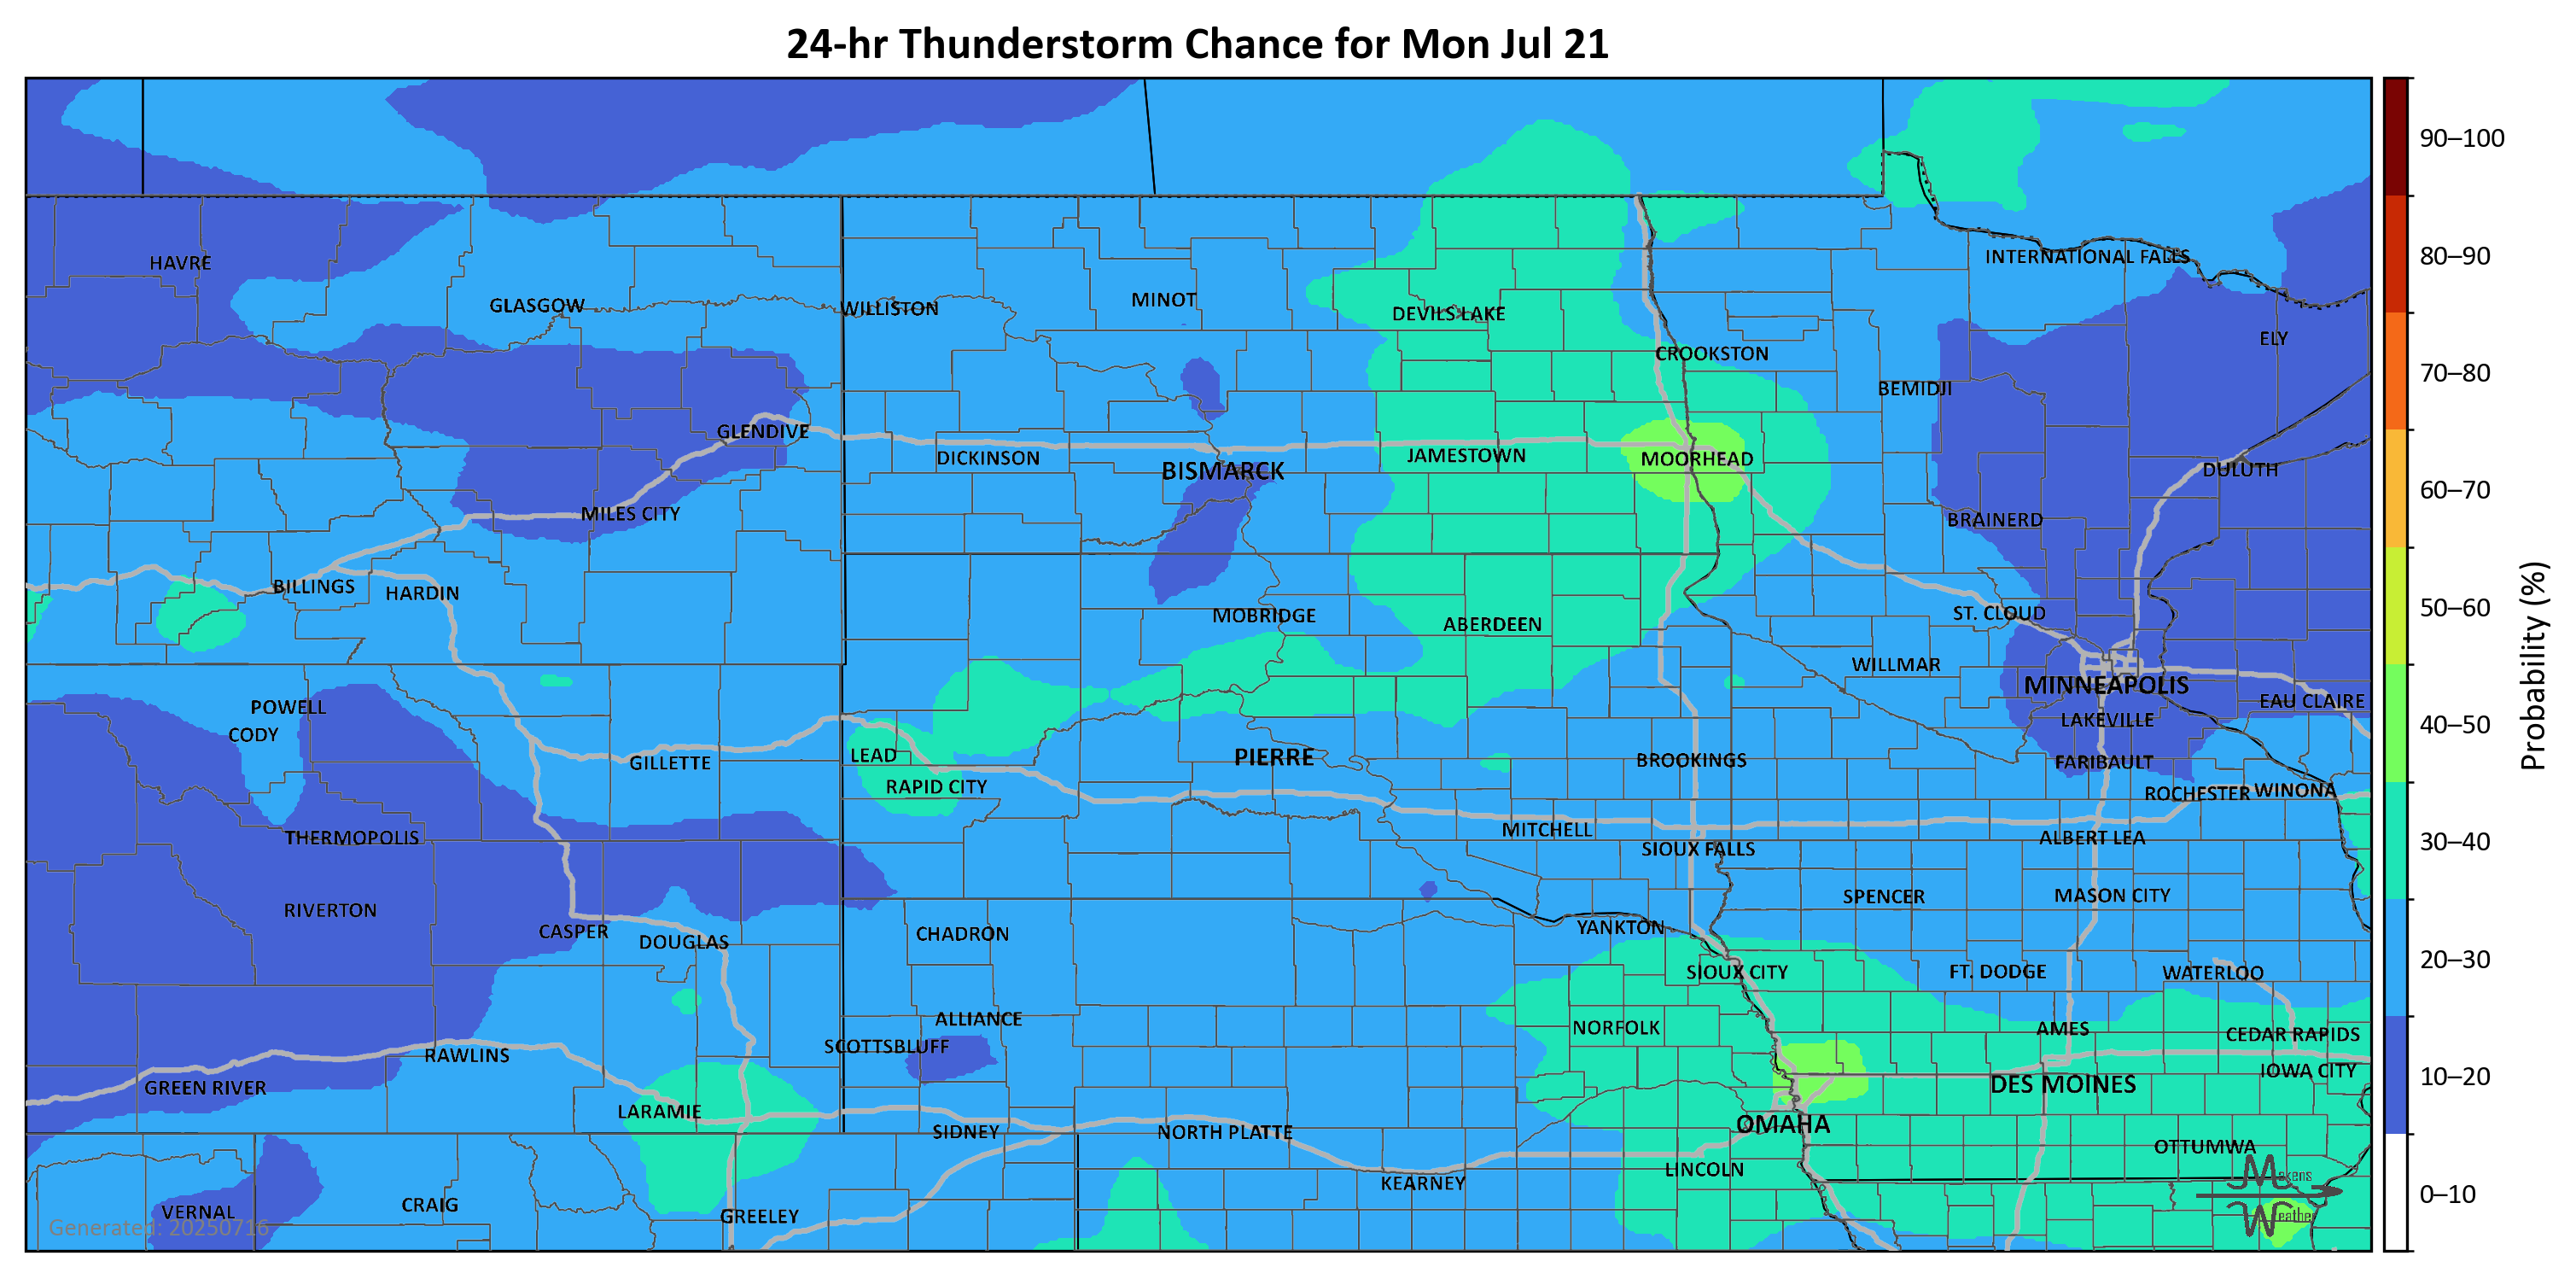 24-hr Thunderstorm Chance for Mon Jul 21
90–100
80–90
70–80
60–70
50–60
40–50
30–40
20–30
10–20
0–10
Probability (%)
HAVRE
INTERNATIONAL FALLS
GLASGOW
WILLISTON
MINOT
DEVILS LAKE
ELY
CROOKSTON
BEMIDJI
GLENDIVE
DICKINSON
BISMARCK
JAMESTOWN
MOORHEAD
DULUTH
MILES CITY
BRAINERD
BILLINGS
HARDIN
MOBRIDGE
ABERDEEN
ST. CLOUD
WILLMAR
MINNEAPOLIS
POWELL
EAU CLAIRE
CODY
LAKEVILLE
LEAD
PIERRE
BROOKINGS
FARIBAULT
GILLETTE
RAPID CITY
ROCHESTER
WINONA
THERMOPOLIS
MITCHELL
ALBERT LEA
SIOUX FALLS
RIVERTON
SPENCER
MASON CITY
CASPER
DOUGLAS
CHADRON
YANKTON
SIOUX CITY
FT. DODGE
WATERLOO
ALLIANCE
NORFOLK
AMES
CEDAR RAPIDS
SCOTTSBLUFF
RAWLINS
IOWA CITY
GREEN RIVER
DES MOINES
LARAMIE
OMAHA
SIDNEY
NORTH PLATTE
OTTUMWA
LINCOLN
KEARNEY
CRAIG
VERNAL
GREELEY
Generated: 20250716
Makens
Weather